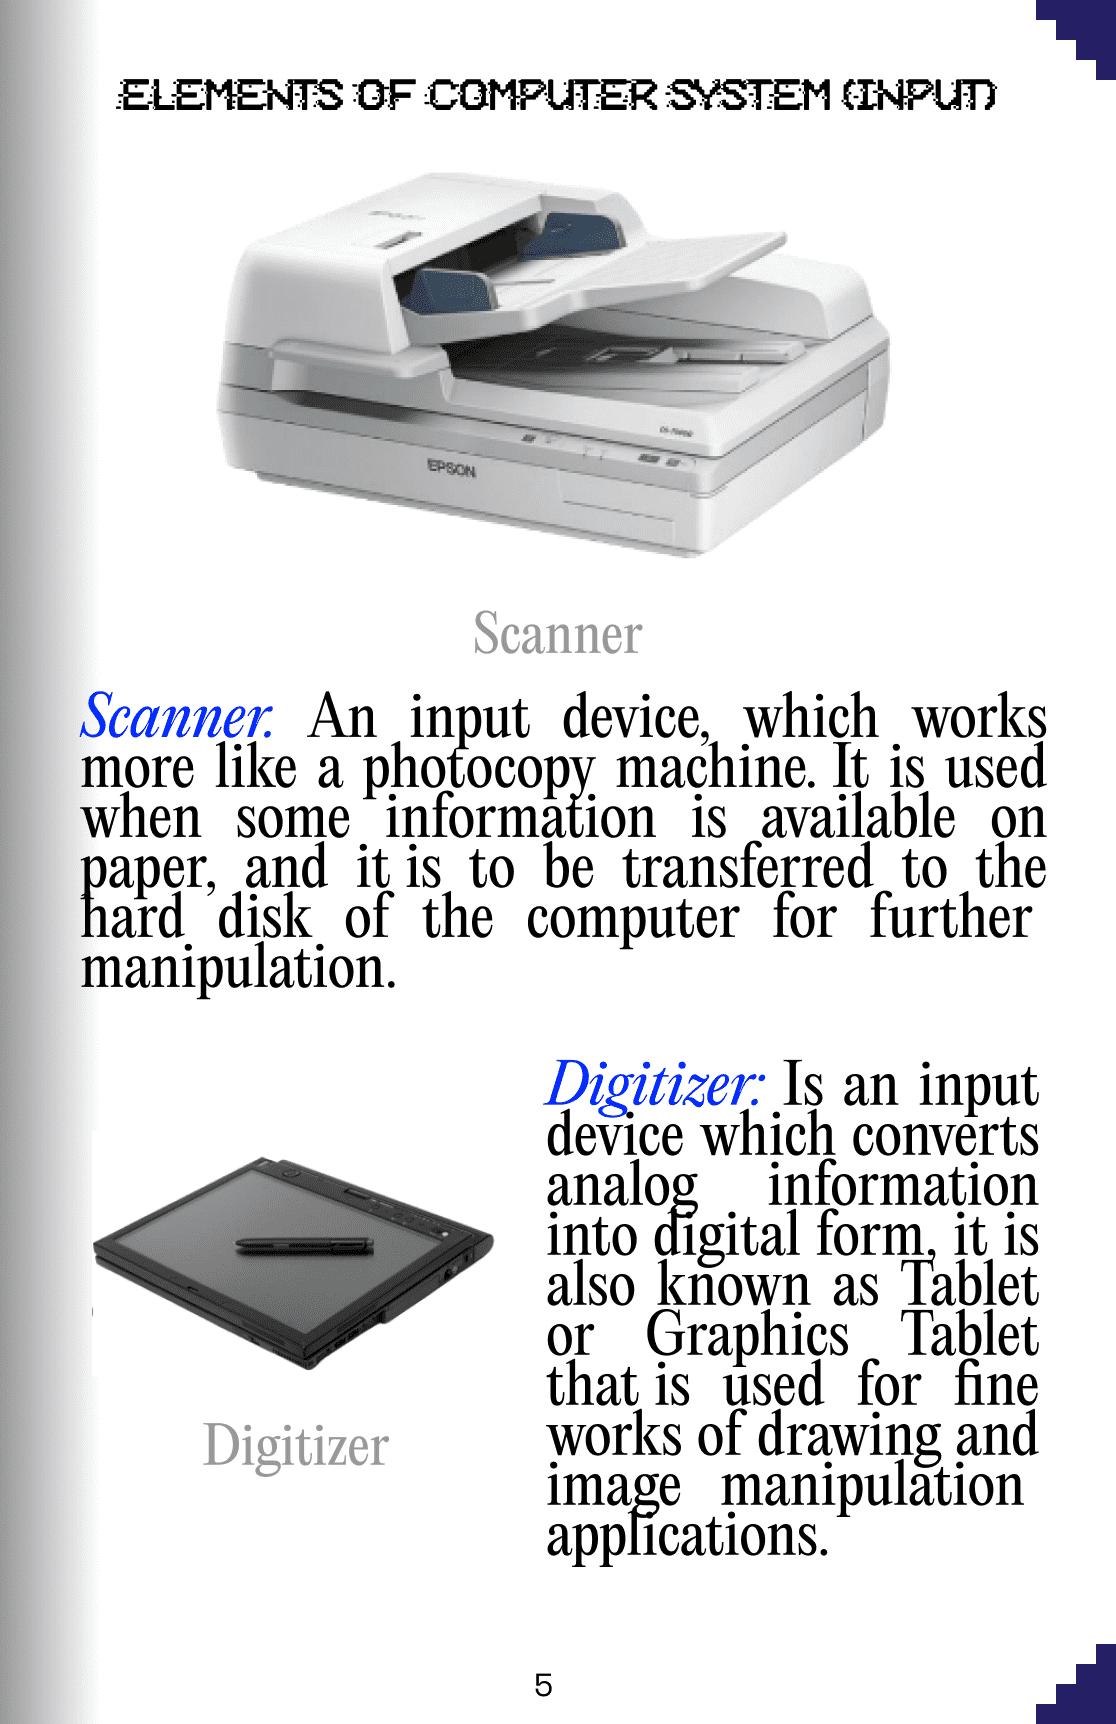 ELEMENTS OF COMPUTER SYSTEM (INPUT)
EPSON
Scanner
Scanner: An input device, which works
more like a photocopy machine. It is used
when some information is available on
paper, and it is to be transferred to the
hard disk of the computer for further
manipulation.
Digitizer: Is an input
device which converts
analog information
into digital form, it is
also known as Tablet
or Graphics Tablet
that is used for fine
works of drawing and
image manipulation
applications.
Digitizer
5